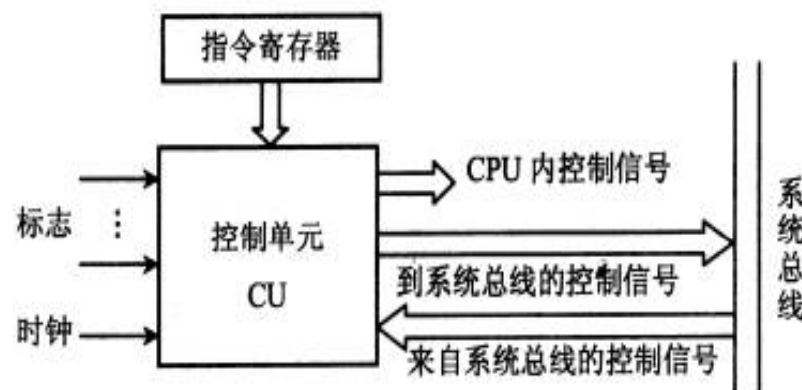 指令寄存器
CPU 内控制信号
标志
⋮
控制单元
CU
到系统总线的控制信号
时钟
来自系统总线的控制信号
系统总线